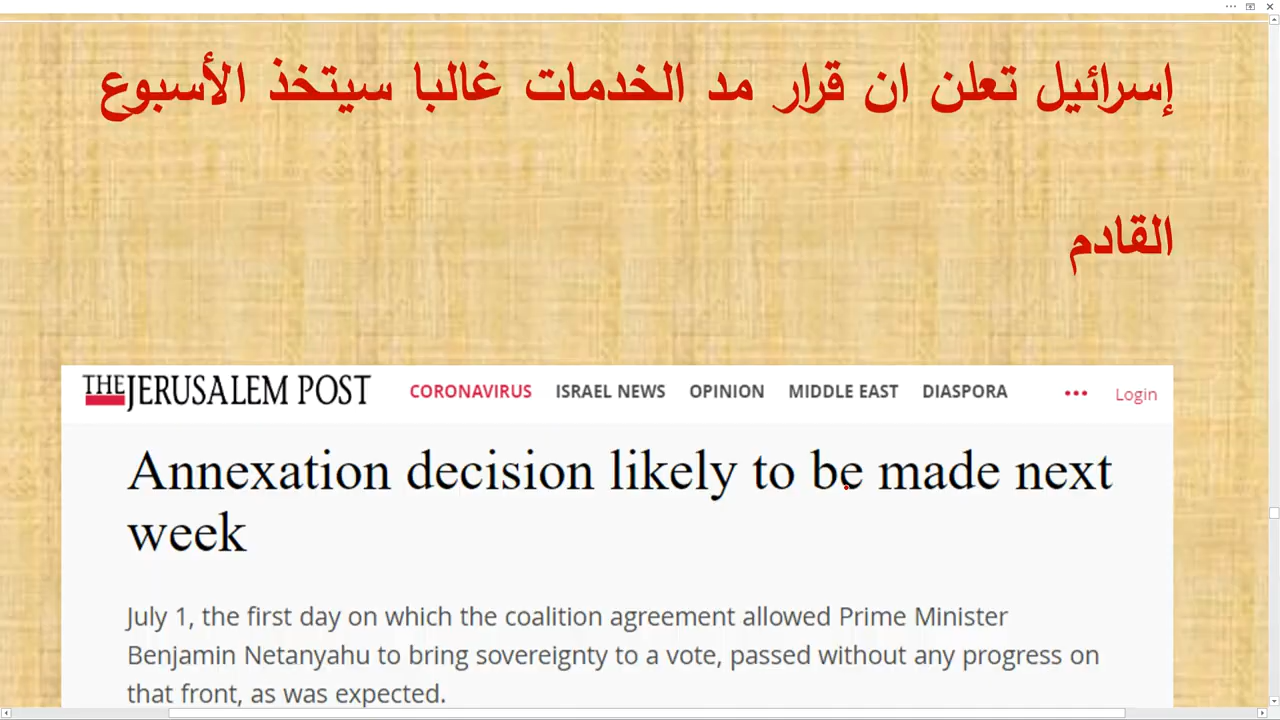 إسرائيل تعلن ان قرار مد الخدمات غالبا سيتخذ الأسبوع
القادم
THE JERUSALEM POST CORONAVIRUS ISRAEL NEWS OPINION MIDDLE EAST DIASPORA ••• Login
Annexation decision likely to be made next
week
July 1, the first day on which the coalition agreement allowed Prime Minister
Benjamin Netanyahu to bring sovereignty to a vote, passed without any progress on
that front, as was expected.